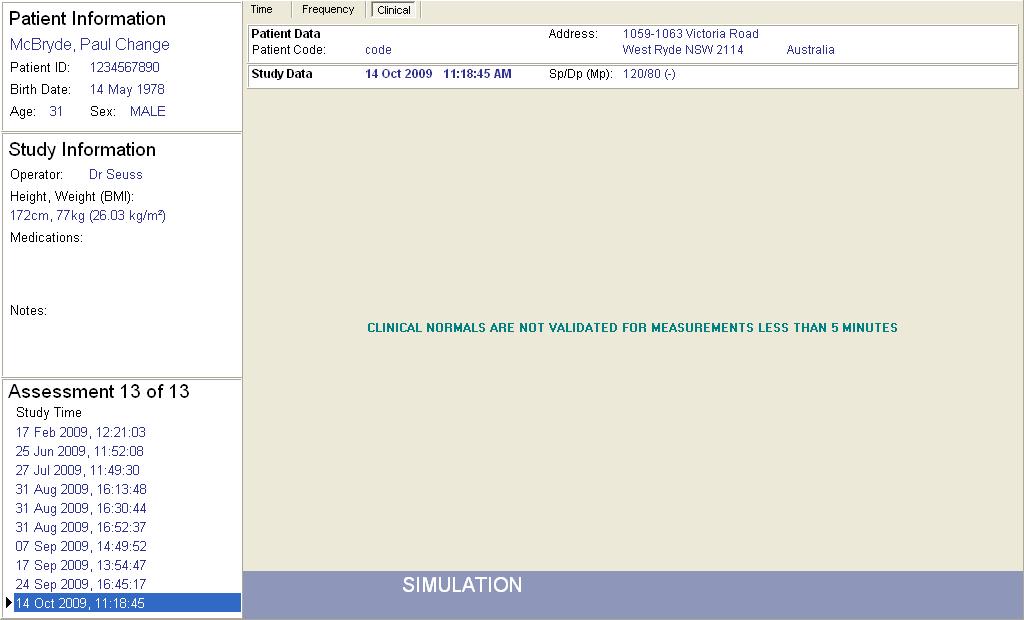 Patient Information
McBryde, Paul Change
Patient ID: 1234567890
Birth Date: 14 May 1978
Age: 31 Sex: MALE
Study Information
Operator: Dr Seuss
Height, Weight (BMI):
172cm, 77kg (26.03 kg/m²)
Medications:
Notes:
Assessment 13 of 13
Study Time
17 Feb 2009, 12:21:03
25 Jun 2009, 11:52:08
27 Jul 2009, 11:49:30
31 Aug 2009, 16:13:48
31 Aug 2009, 16:30:44
31 Aug 2009, 16:52:37
07 Sep 2009, 14:49:52
17 Sep 2009, 13:54:47
24 Sep 2009, 16:45:17
14 Oct 2009, 11:18:45
Time Frequency Clinical
Patient Data Address: 1059-1063 Victoria Road
Patient Code: code West Ryde NSW 2114 Australia
Study Data 14 Oct 2009 11:18:45 AM Sp/Dp (Mp): 120/80 (-)
CLINICAL NORMALS ARE NOT VALIDATED FOR MEASUREMENTS LESS THAN 5 MINUTES
SIMULATION